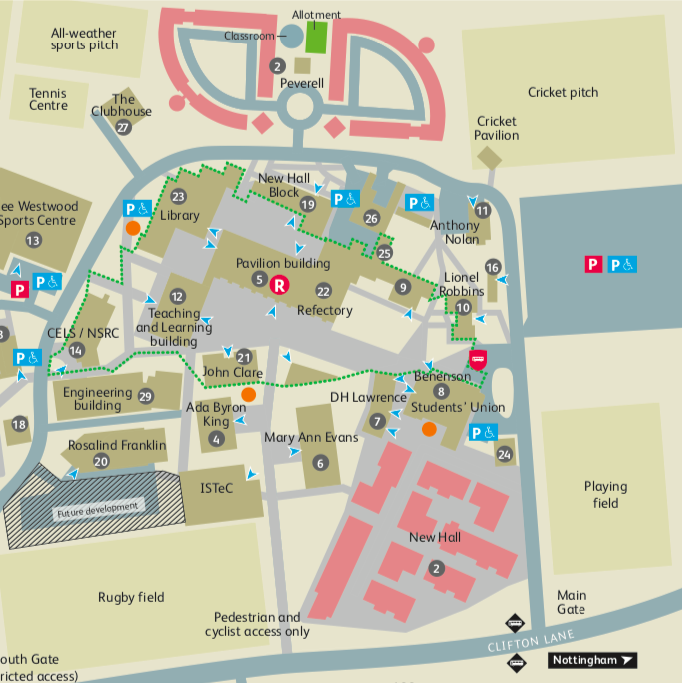 Allotment
Classroom
All-weather
sports pitch
2
Peverell
Cricket pitch
Tennis
Centre
The
Clubhouse
27
Cricket
Pavilion
New Hall
Block
23
19
P
P
Library
P
26
11
ee Westwood
Sports Centre
13
Anthony
Nolan
25
Pavilion building
P P
16
P P
5 R 22
9
Lionel
Robbins
10
12
Refectory
Teaching
and Learning
building
3
CELS / NSRC
14
P
21
John Clare
Benenson
8
Students' Union
Engineering
building
29
DH Lawrence
7
Ada Byron
King
4
18
P
Mary Ann Evans
6
Rosalind Franklin
20
24
ISTeC
Playing
field
Future development
New Hall
2
Rugby field
Main
Gate
Pedestrian and
cyclist access only
CLIFTON LANE
Nottingham
outh Gate
ricted access)